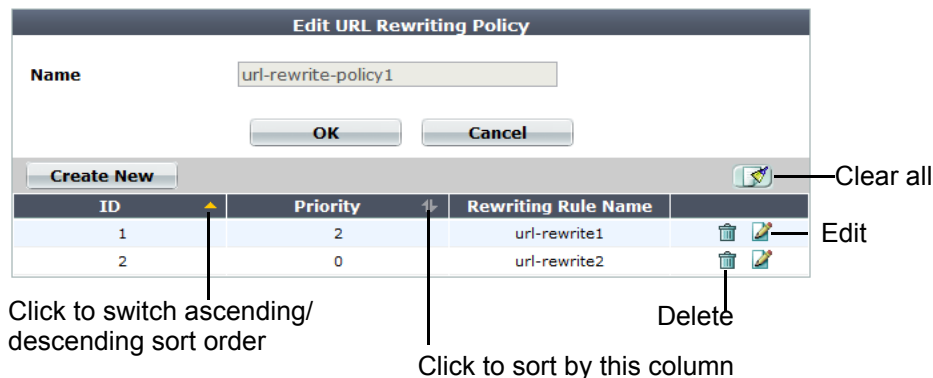 Edit URL Rewriting Policy
Name url-rewrite-policy1
OK Cancel
Create New Clear all
ID Priority Rewriting Rule Name
1 2 url-rewrite1 Edit
2 0 url-rewrite2
Click to switch ascending/
descending sort order
Delete
Click to sort by this column